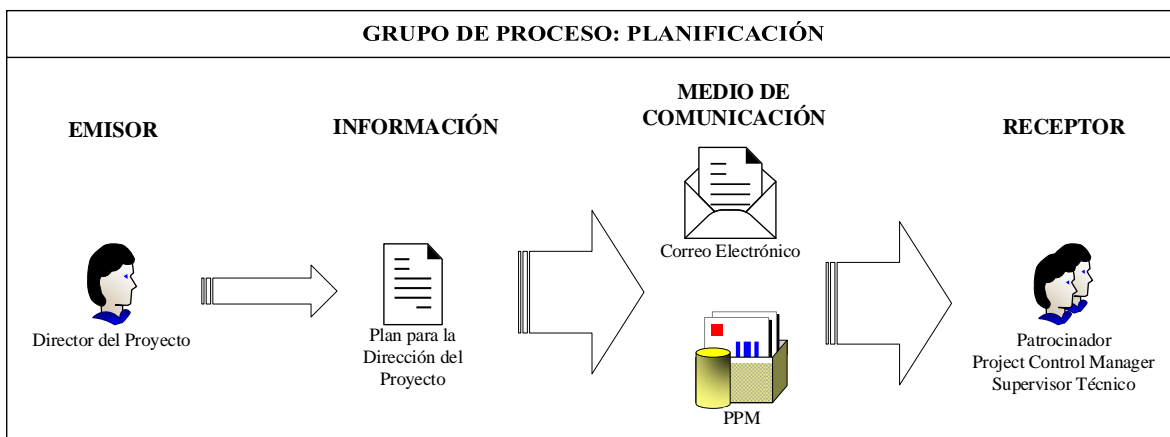 GRUPO DE PROCESO: PLANIFICACIÓN
EMISOR
INFORMACIÓN
MEDIO DE
COMUNICACIÓN
RECEPTOR
Director del Proyecto
Plan para la
Dirección del
Proyecto
Correo Electrónico
PPM
Patrocinador
Project Control Manager
Supervisor Técnico